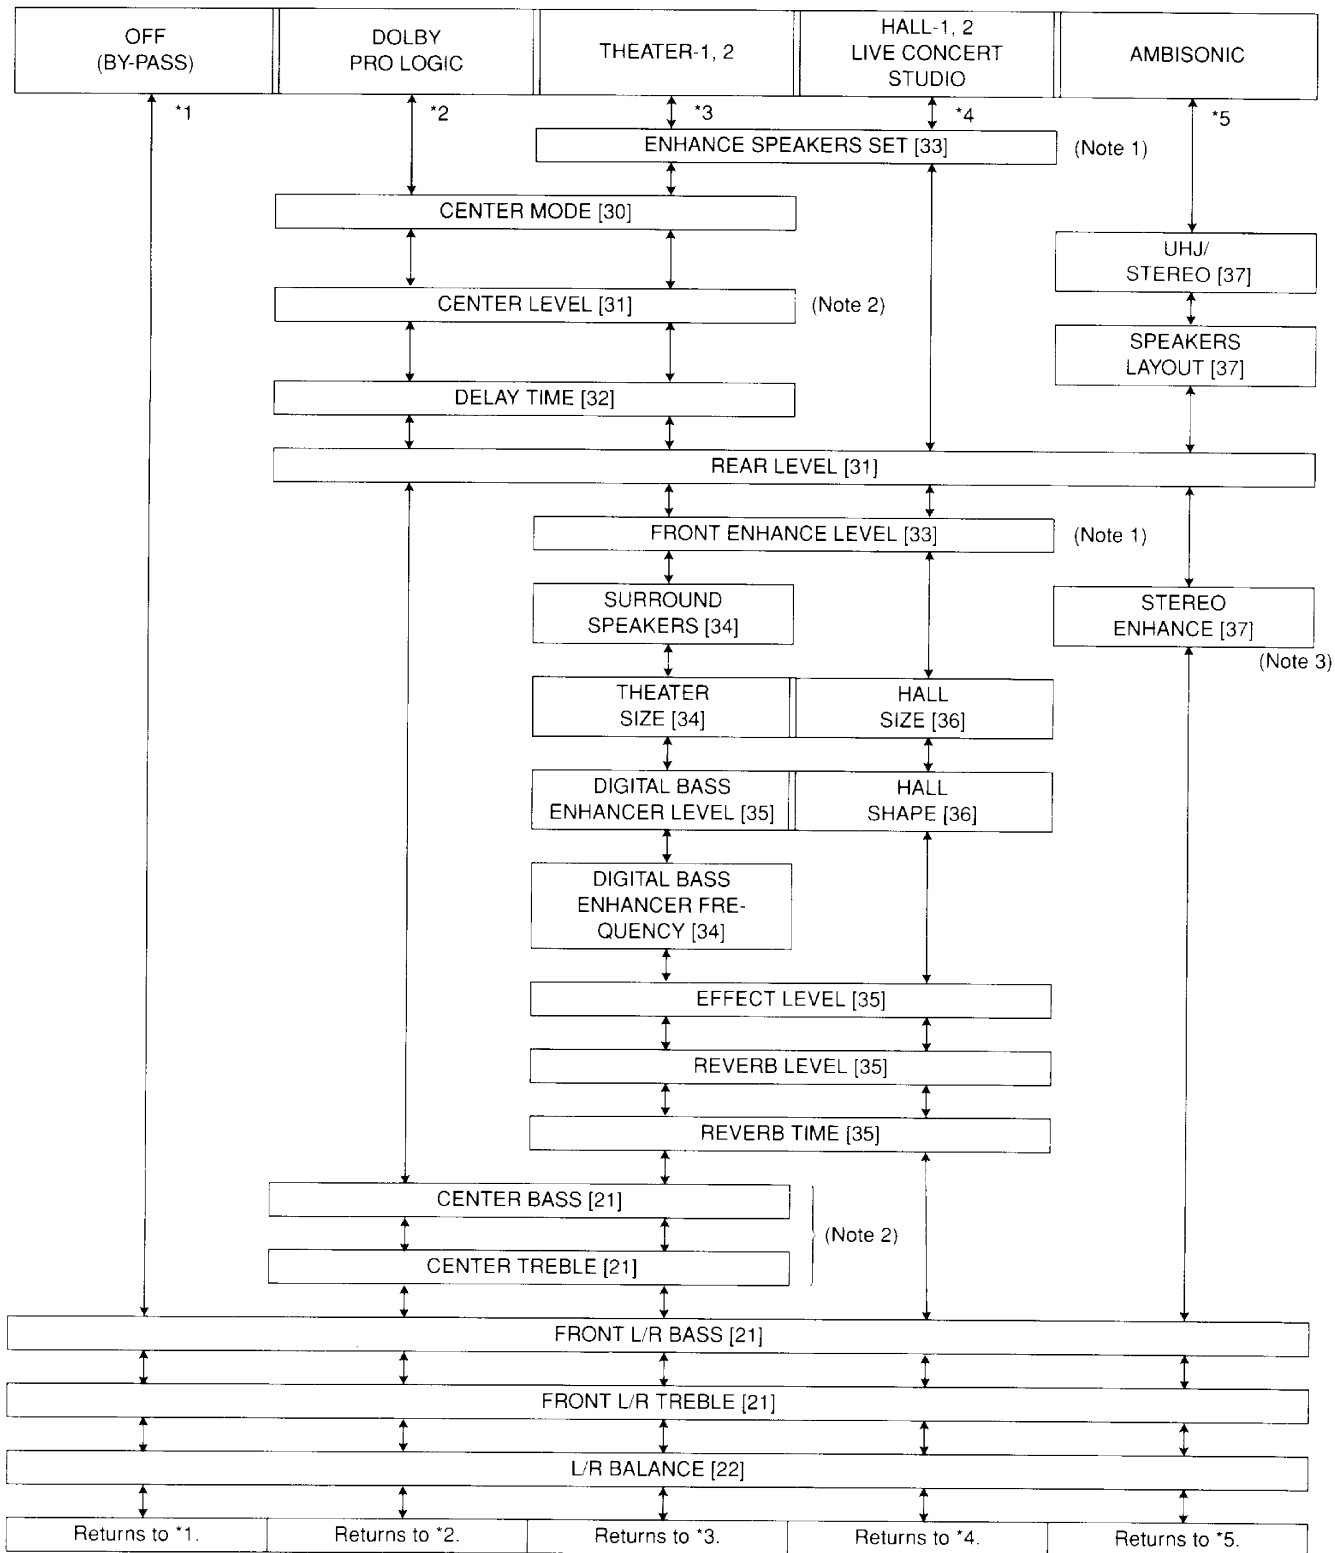 OFF
(BY-PASS)
DOLBY
PRO LOGIC
THEATER-1, 2
HALL-1, 2
LIVE CONCERT
STUDIO
AMBISONIC
*1
*2
*3
*4
*5
ENHANCE SPEAKERS SET [33]
(Note 1)
CENTER MODE [30]
UHJ/
STEREO [37]
CENTER LEVEL [31]
(Note 2)
SPEAKERS
LAYOUT [37]
DELAY TIME [32]
REAR LEVEL [31]
FRONT ENHANCE LEVEL [33]
(Note 1)
SURROUND
SPEAKERS [34]
STEREO
ENHANCE [37]
(Note 3)
THEATER
SIZE [34]
HALL
SIZE [36]
DIGITAL BASS
ENHANCER LEVEL [35]
HALL
SHAPE [36]
DIGITAL BASS
ENHANCER FRE-
QUENCY [34]
EFFECT LEVEL [35]
REVERB LEVEL [35]
REVERB TIME [35]
CENTER BASS [21]
(Note 2)
CENTER TREBLE [21]
FRONT L/R BASS [21]
FRONT L/R TREBLE [21]
L/R BALANCE [22]
Returns to *1.
Returns to *2.
Returns to *3.
Returns to *4.
Returns to *5.